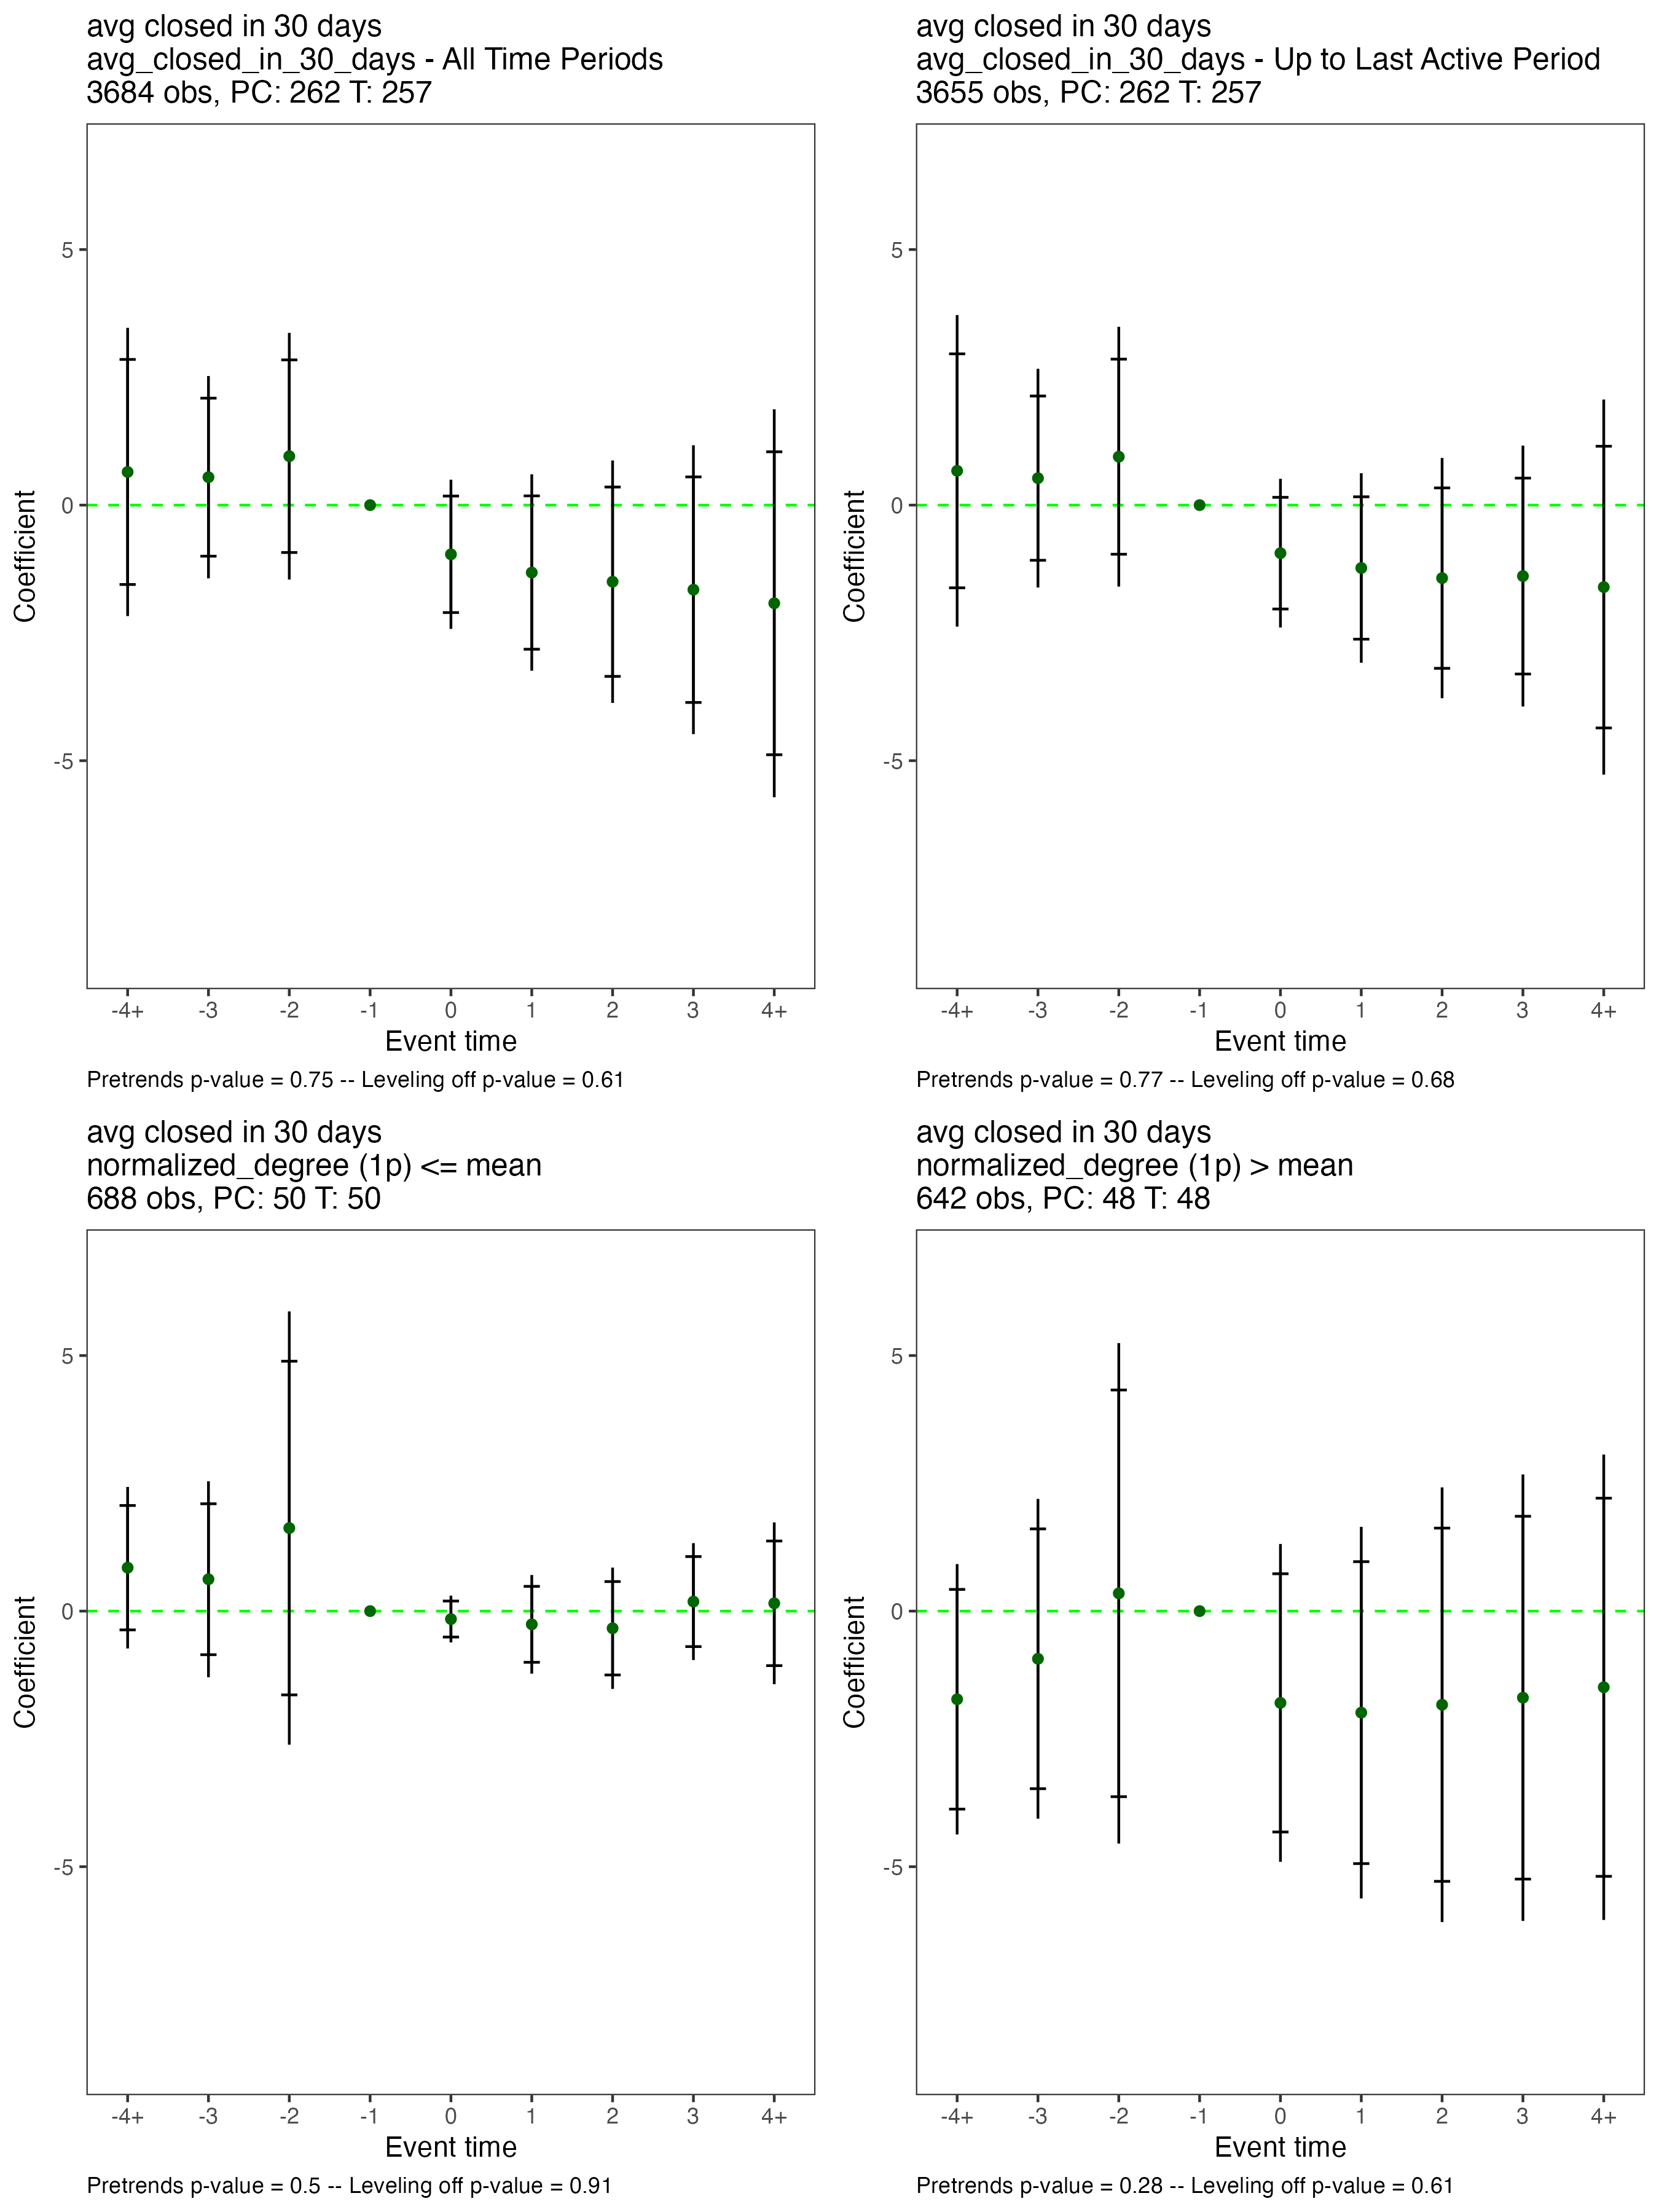 avg closed in 30 days
avg_closed_in_30_days - All Time Periods
3684 obs, PC: 262 T: 257
5
0
-5
Coefficient
-4+ -3 -2 -1 0 1 2 3 4+
Event time
Pretrends p-value = 0.75 -- Leveling off p-value = 0.61
avg closed in 30 days
avg_closed_in_30_days - Up to Last Active Period
3655 obs, PC: 262 T: 257
5
0
-5
Coefficient
-4+ -3 -2 -1 0 1 2 3 4+
Event time
Pretrends p-value = 0.77 -- Leveling off p-value = 0.68
avg closed in 30 days
normalized_degree (1p) <= mean
688 obs, PC: 50 T: 50
5
0
-5
Coefficient
-4+ -3 -2 -1 0 1 2 3 4+
Event time
Pretrends p-value = 0.5 -- Leveling off p-value = 0.91
avg closed in 30 days
normalized_degree (1p) > mean
642 obs, PC: 48 T: 48
5
0
-5
Coefficient
-4+ -3 -2 -1 0 1 2 3 4+
Event time
Pretrends p-value = 0.28 -- Leveling off p-value = 0.61